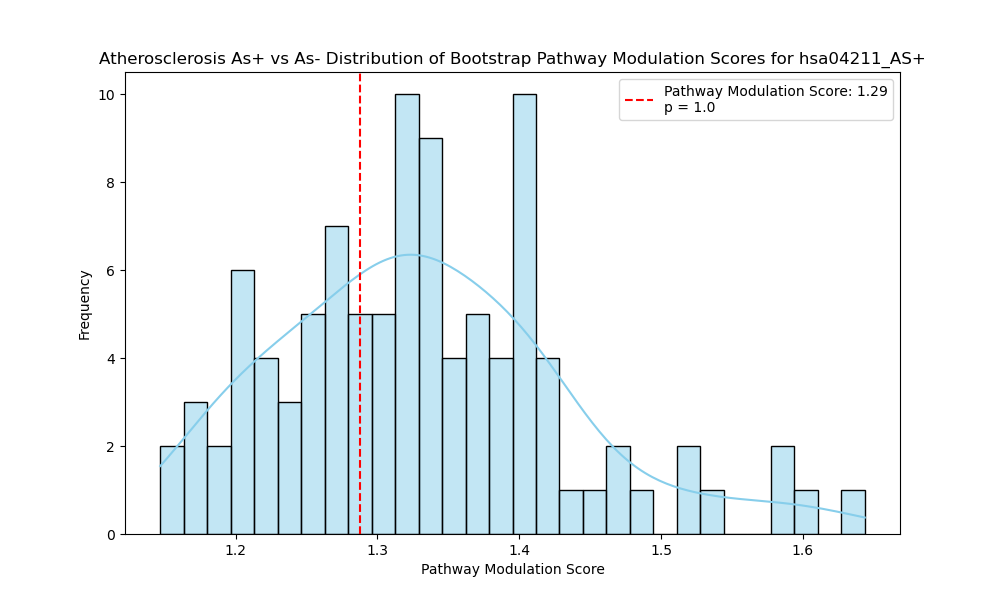 Atherosclerosis As+ vs As- Distribution of Bootstrap Pathway Modulation Scores for hsa04211_AS+
Pathway Modulation Score: 1.29
p = 1.0
10
8
6
4
2
0
Frequency
1.2
1.3
1.4
1.5
1.6
Pathway Modulation Score